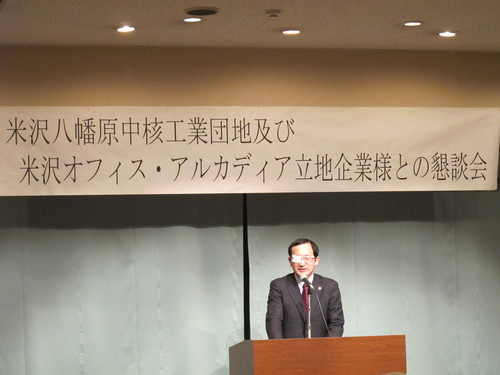 米沢八幡原中核工業団地及び
米沢オフィス・アルカディア立地企業様との懇談会